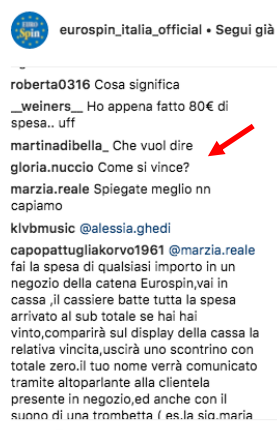 EURO
Spin
eurospin_italia_official • Segui già
roberta0316 Cosa significa
__weiners__ Ho appena fatto 80€ di
spesa.. uff
martinadibella_ Che vuol dire
gloria.nuccio Come si vince?
marzia.reale Spiegate meglio nn
capiamo
klvbmusic @alessia.ghedi
capopattugliakorvo1961 @marzia.reale
fai la spesa di qualsiasi importo in un
negozio della catena Eurospin,vai in
cassa ,il cassiere batte tutta la spesa
arrivato al sub totale se hai hai
vinto,comparirà sul display della cassa la
relativa vincita,uscirà uno scontrino con
totale zero.il tuo nome verrà comunicato
tramite altoparlante alla clientela
presente in negozio,ed anche con il
suono di una trombetta ( es.la sig.maria